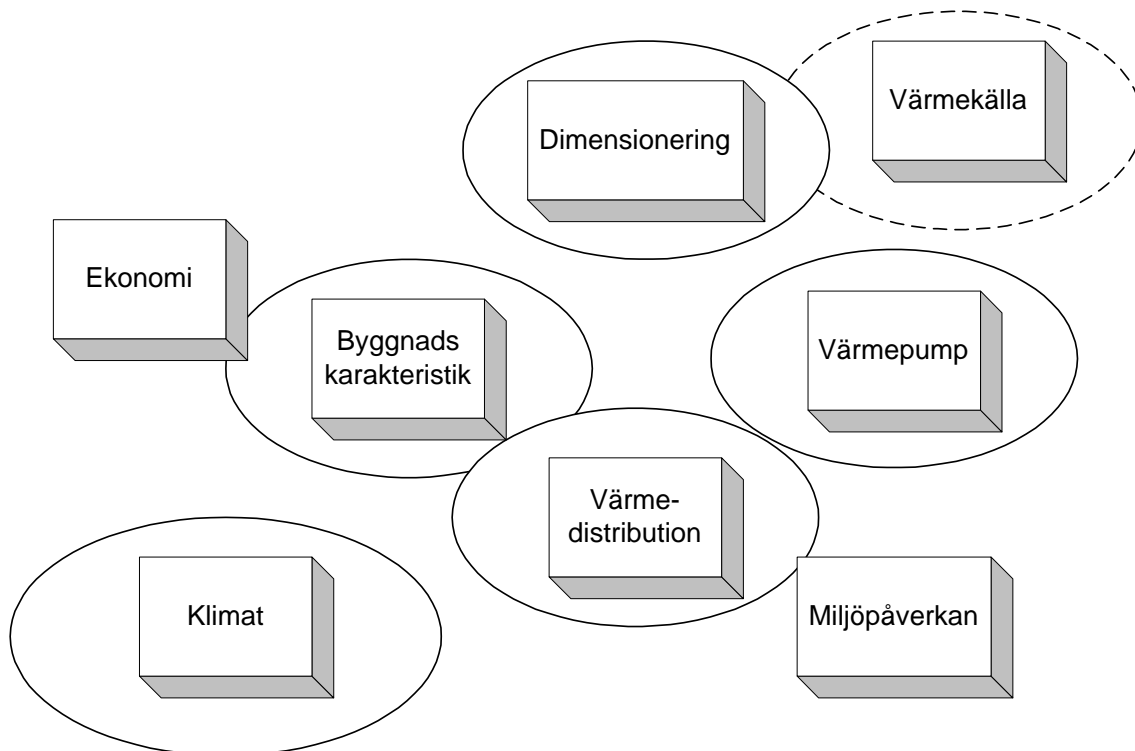 Värmekälla
Dimensionering
Ekonomi
Byggnads
karakteristik
Värmepump
Värme-
distribution
Klimat
Miljöpåverkan